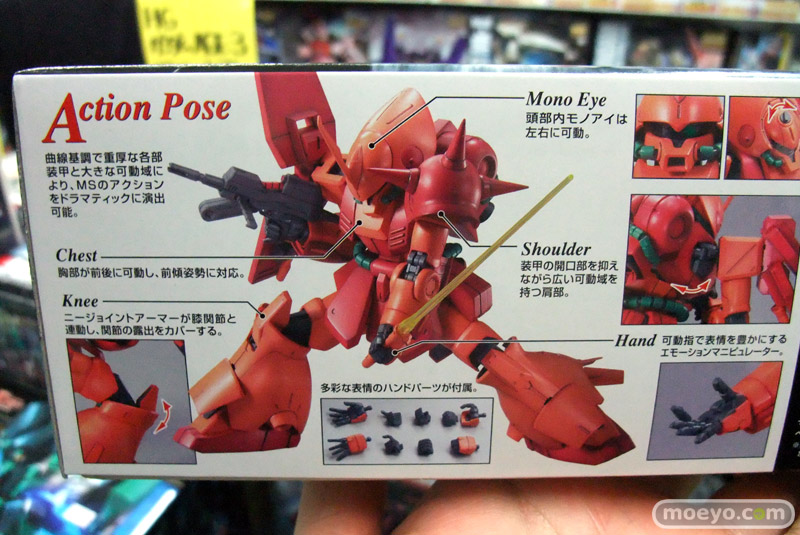 HG
Action Pose
曲線基調で重厚な各部
装甲と大きな可動域に
より、MSのアクション
をドラマティックに演出
可能。
Mono Eye
頭部内モノアイは
左右に可動。
Chest
胸部が前後に可動し、前傾姿勢に対応。
Shoulder
装甲の開口部を抑え
ながら広い可動域を
持つ肩部。
Knee
ニージョイントアーマーが膝関節と
連動し、関節の露出をカバーする。
Hand 可動指で表情を豊かにする
エモーションマニピュレーター。
多彩な表情のハンドパーツが付属。
moeyo.com